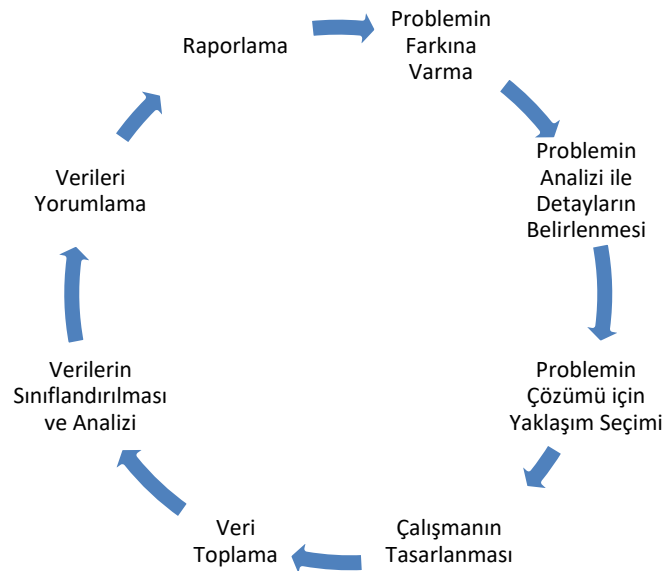 Problemin
Farkına
Varma
Problemin
Analizi ile
Detayların
Belirlenmesi
Problemin
Çözümü için
Yaklaşım Seçimi
Çalışmanın
Tasarlanması
Veri
Toplama
Verilerin
Sınıflandırılması
ve Analizi
Verileri
Yorumlama
Raporlama